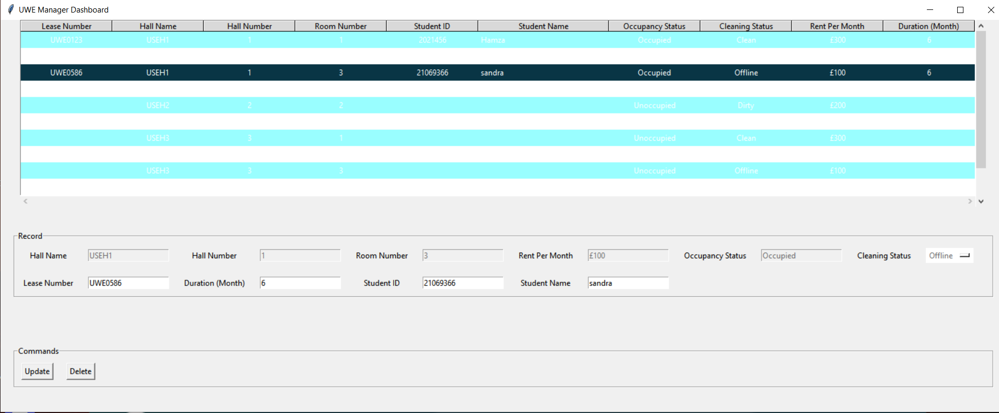 UWE Manager Dashboard
Lease Number Hall Name Hall Number Room Number Student ID Student Name Occupancy Status Cleaning Status Rent Per Month Duration (Month)
UWE0123 USEH1 1 1 2021456 Hamza Occupied Clean £300 6
UWE0586 USEH1 1 3 21069366 sandra Occupied Offline £100 6
USEH2 2 2 Unoccupied Dirty £200
USEH3 3 1 Unoccupied Clean £300
USEH3 3 3 Unoccupied Offline £100
Record
Hall Name USEH1 Hall Number 1 Room Number 3 Rent Per Month £100 Occupancy Status Occupied Cleaning Status Offline
Lease Number UWE0586 Duration (Month) 6 Student ID 21069366 Student Name sandra
Commands
Update Delete